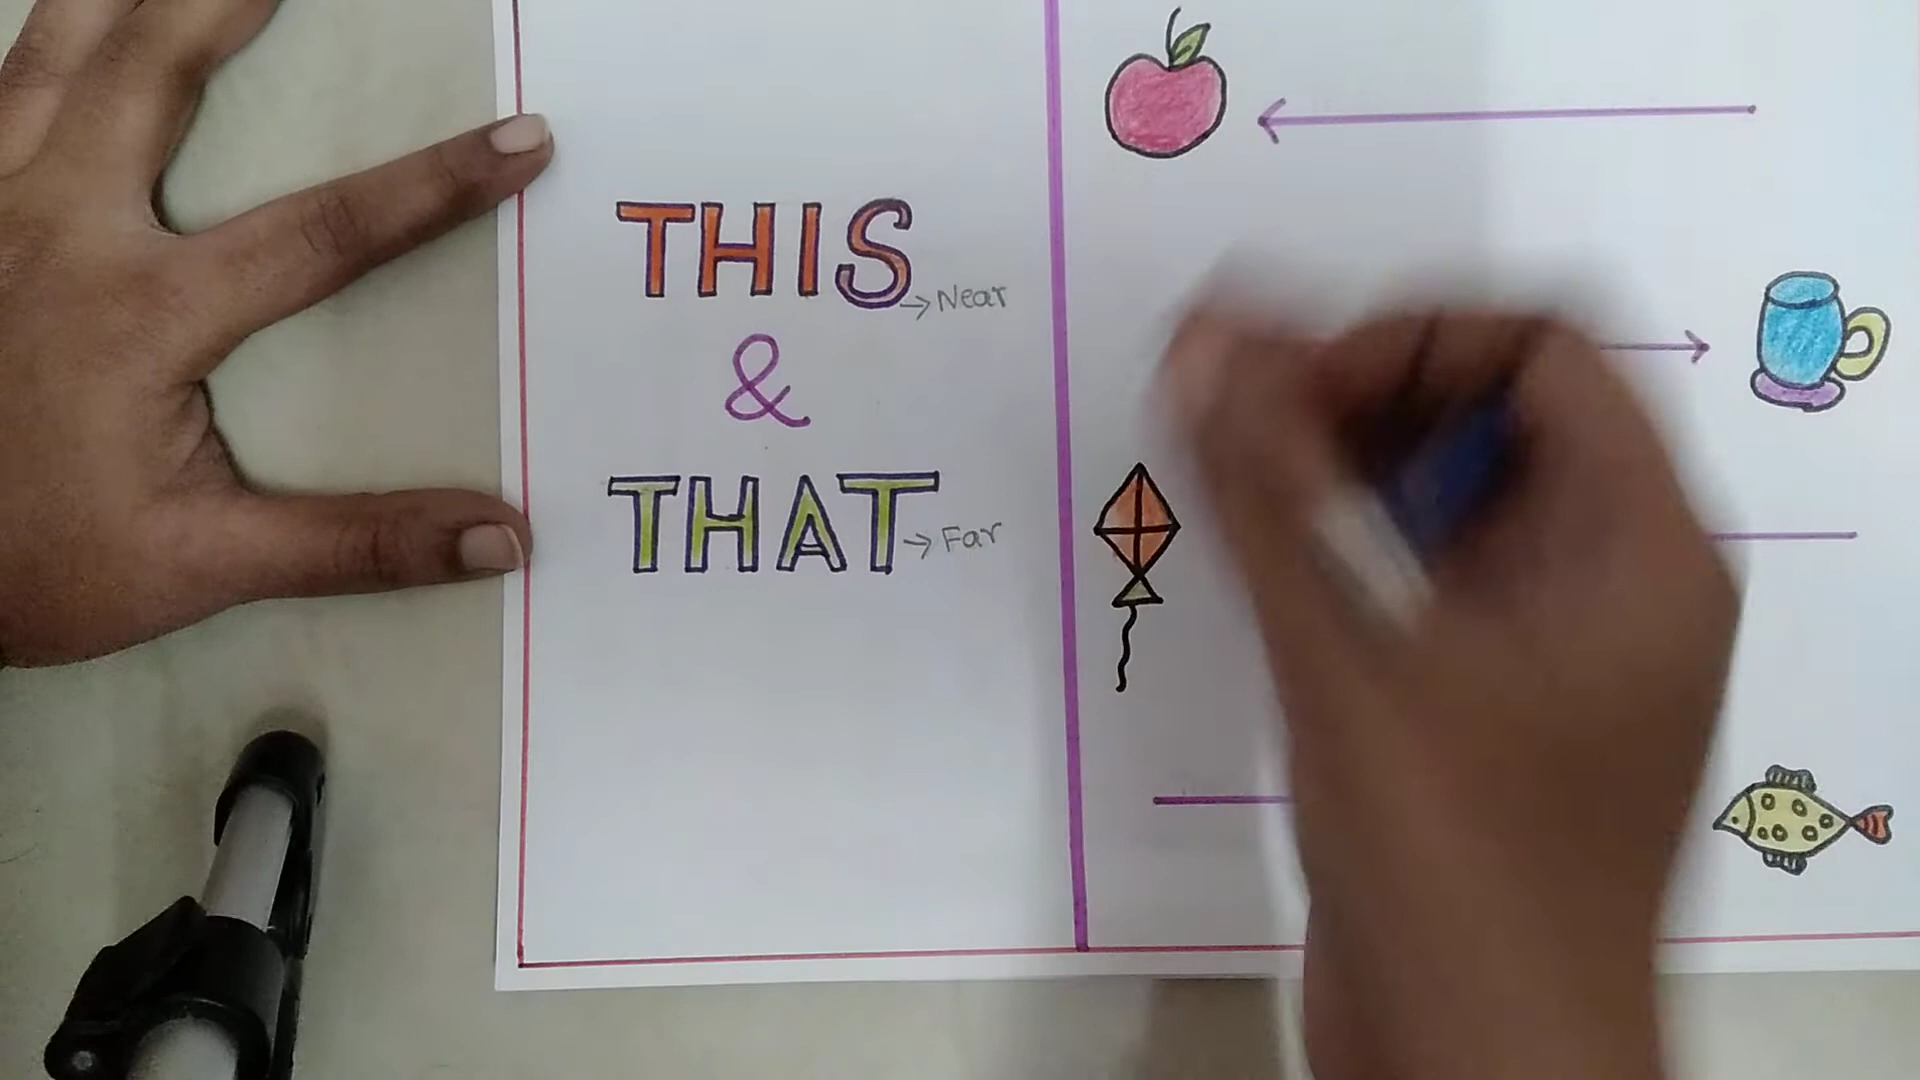 THIS
→ Near
&
THAT
→ Far